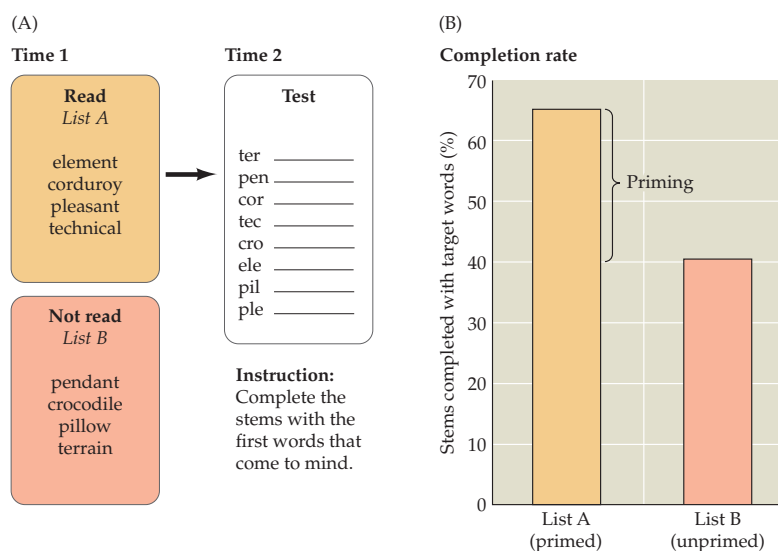 (A)
Time 1
Read
List A
element
corduroy
pleasant
technical
Not read
List B
pendant
crocodile
pillow
terrain
Time 2
Test
ter
pen
cor
tec
cro
ele
pil
ple
Instruction:
Complete the
stems with the
first words that
come to mind.
(B)
Completion rate
Stems completed with target words (%)
70
60
50
40
30
20
10
0
Priming
List A
(primed)
List B
(unprimed)